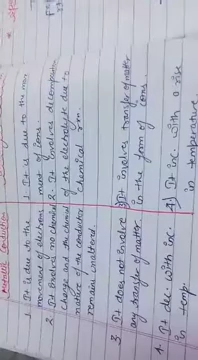 Metallic Conduction
1. It is due to the
movement of electrons
2. It involves no chemical
change and the chemical
nature of the conductor
remains unaltered.
3. It does not involve
any transfer of matter.
4. It dec. with inc.
in temp.
1. It is due to the mov
ement of ions.
2. It involves decomposition
of the electrolyte due to
chemical rxn.
3) It involves transfer of matter
in the form of ions.
4) It inc. with a rise
in temperature